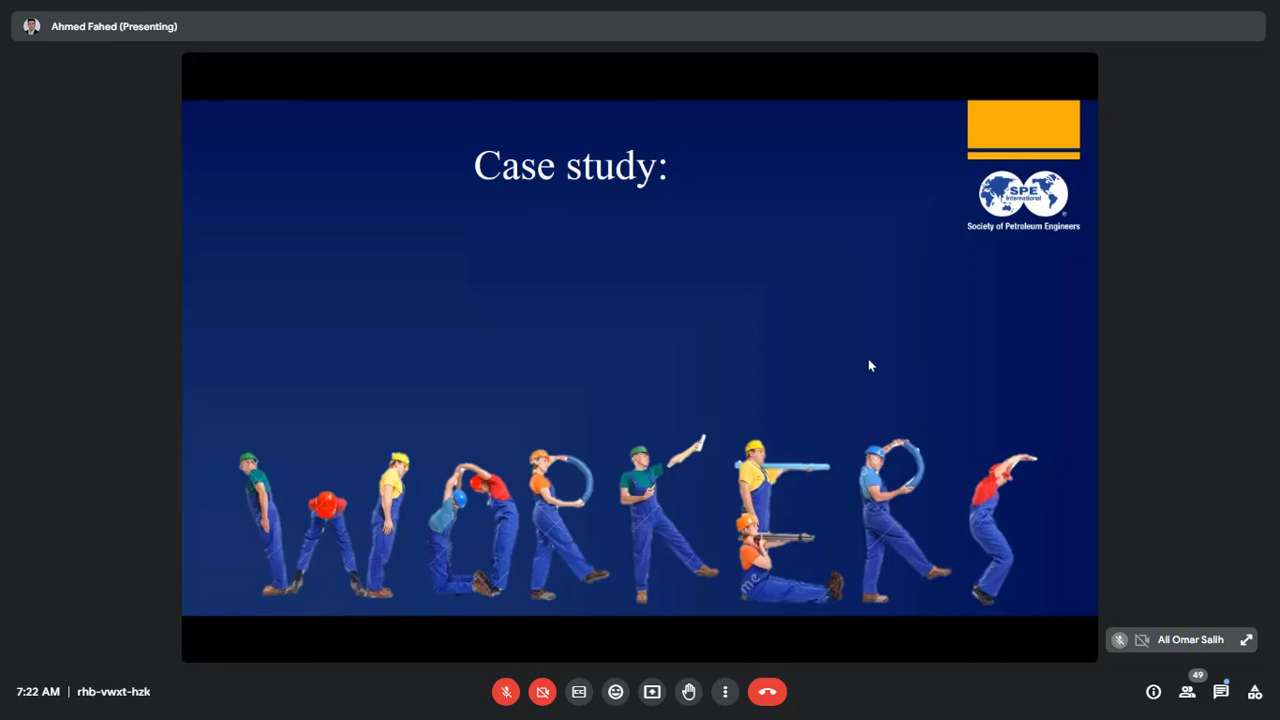 Ahmed Fahed (Presenting)
Case study:
SPE
International
Society of Petroleum Engineers
WORKERS
Ali Omar Salih
49
7:22 AM | rhb-vwxt-hzk